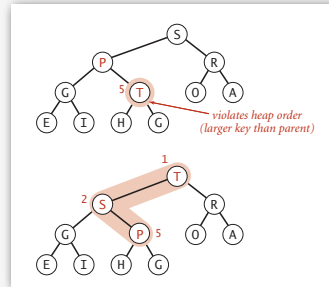 S
P R
G 5 T O A
E I H G
violates heap order
(larger key than parent)
1
T
2 S R
G P 5 O A
E I H G